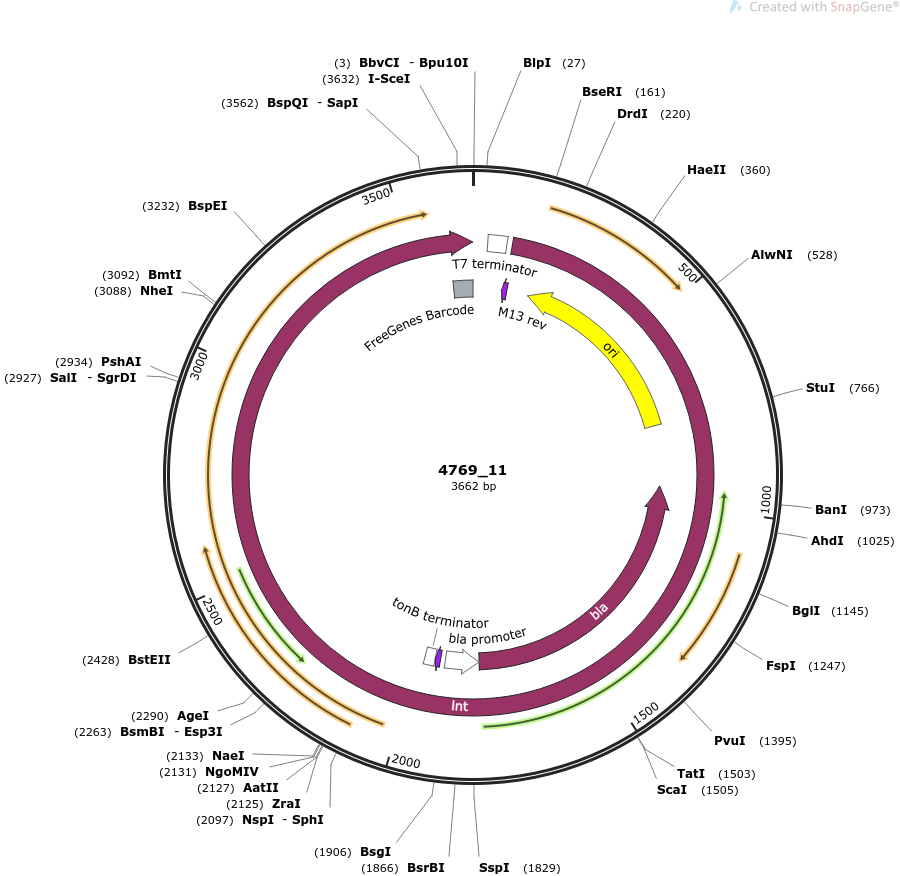 Created with SnapGene®
(3) BbvCI - Bpu10I
BlpI (27)
(3632) I-SceI
BseRI (161)
(3562) BspQI - SapI
DrdI (220)
HaeII (360)
3500
(3232) BspEI
T7 terminator
500
AlwNI (528)
(3092) BmtI
(3088) NheI
FreeGenes Barcode
M13 rev
ori
3000
(2934) PshAI
(2927) SalI - SgrDI
StuI (766)
4769_11
3662 bp
1000
BanI (973)
AhdI (1025)
2500
tonB terminator
bla promoter
bla
BglI (1145)
(2428) BstEII
FspI (1247)
Int
1500
(2290) AgeI
(2263) BsmBI - Esp3I
PvuI (1395)
(2133) NaeI
2000
(2131) NgoMIV
TatI (1503)
(2127) AatII
ScaI (1505)
(2125) ZraI
(2097) NspI - SphI
(1906) BsgI
(1866) BsrBI
SspI (1829)